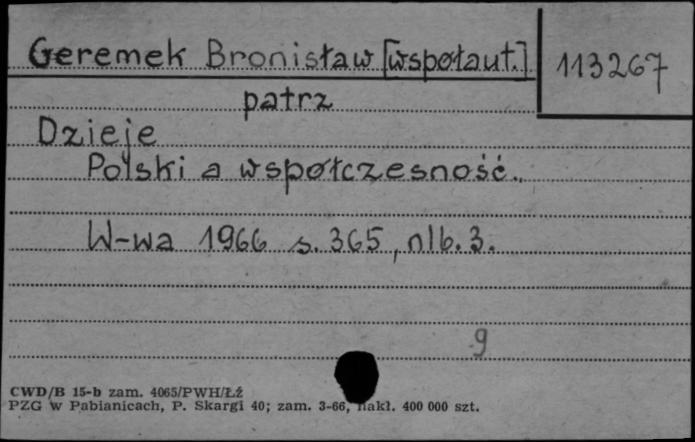 Geremek Bronisław [współaut.]
113267
patrz
Dzieje
Polski a współczesność.
W-wa 1966 s. 365, nlb. 3.
9
CWD/B 15-b zam. 4065/PWH/Łź
PZG w Pabianicach, P. Skargi 40; zam. 3-66, nakł. 400 000 szt.